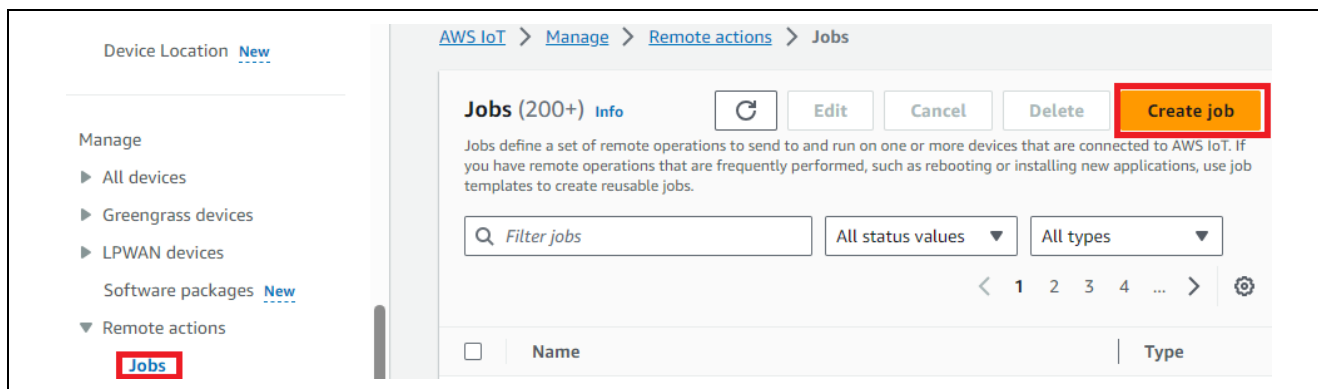 Device Location New
Manage
All devices
Greengrass devices
LPWAN devices
Software packages New
Remote actions
Jobs
AWS IoT > Manage > Remote actions > Jobs
Jobs (200+) Info
Edit
Cancel
Delete
Create job
Jobs define a set of remote operations to send to and run on one or more devices that are connected to AWS IoT. If
you have remote operations that are frequently performed, such as rebooting or installing new applications, use job
templates to create reusable jobs.
Filter jobs
All status values
All types
< 1 2 3 4 ... >
Name
Type